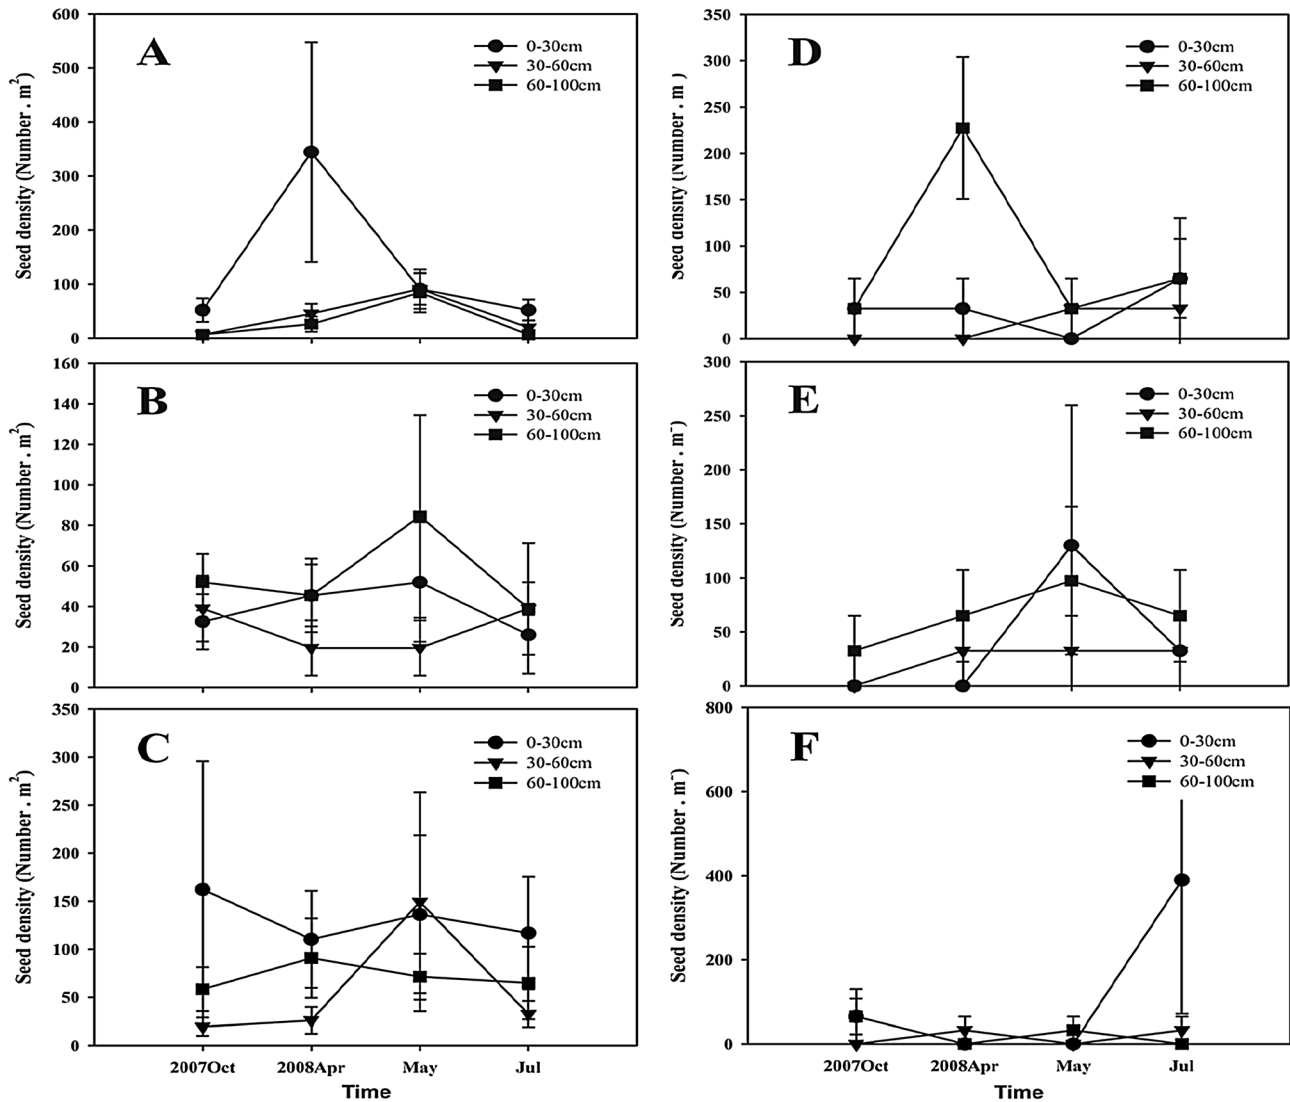 600
500
400
300
200
100
0
Seed density (Number . m²)
A
0-30cm
30-60cm
60-100cm
350
300
250
200
150
100
50
0
Seed density (Number . m )
D
0-30cm
30-60cm
60-100cm
160
140
120
100
80
60
40
20
0
Seed density (Number . m²)
B
0-30cm
30-60cm
60-100cm
300
250
200
150
100
50
0
Seed density (Number . m-)
E
0-30cm
30-60cm
60-100cm
350
300
250
200
150
100
50
0
Seed density (Number . m²)
C
0-30cm
30-60cm
60-100cm
2007Oct 2008Apr May Jul
Time
800
600
400
200
0
Seed density (Number . m-)
F
0-30cm
30-60cm
60-100cm
2007Oct 2008Apr May Jul
Time